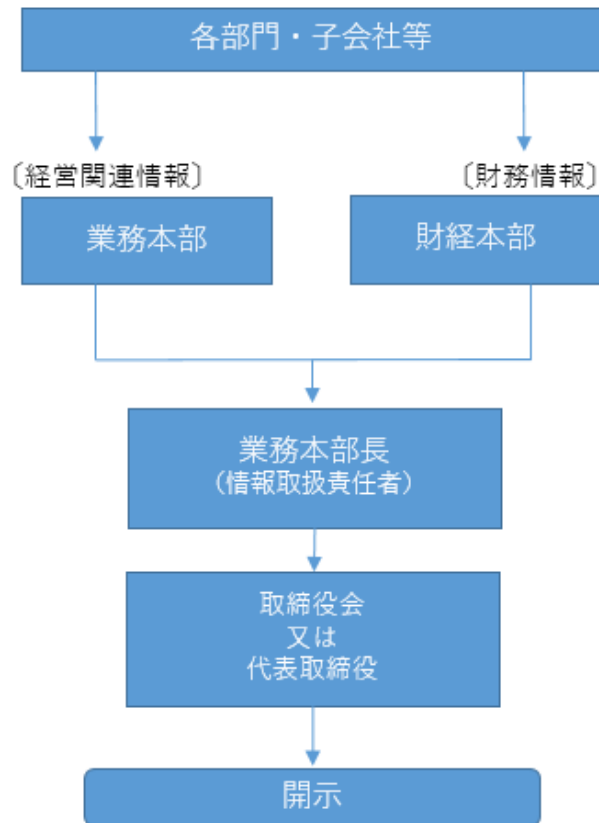 各部門・子会社等
〔経営関連情報〕
〔財務情報〕
業務本部
財経本部
業務本部長
（情報取扱責任者）
取締役会
又は
代表取締役
開示